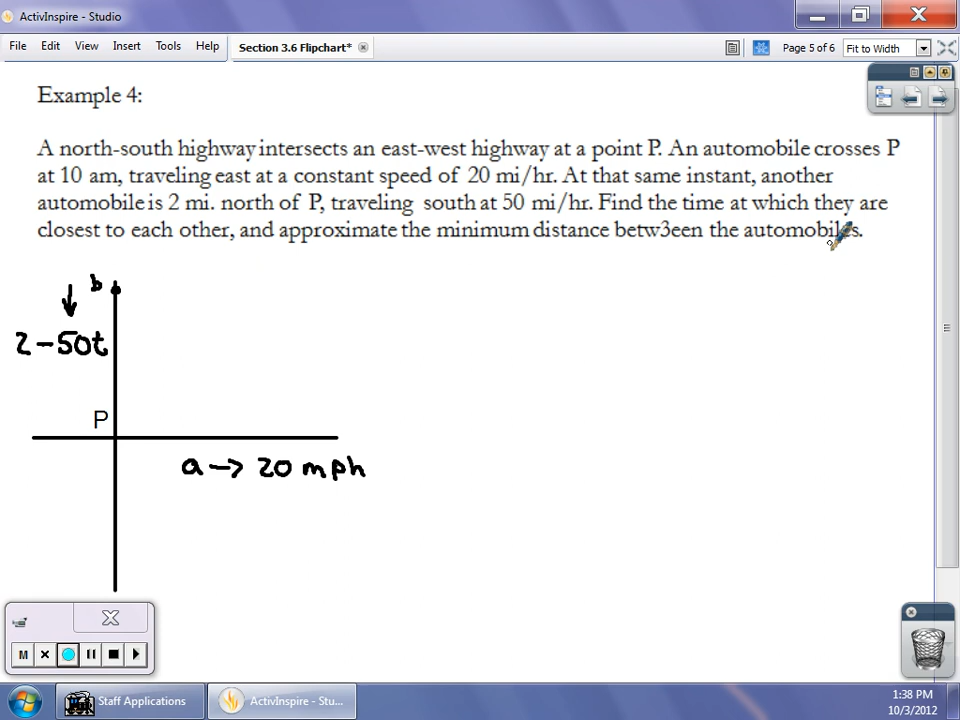 ActivInspire - Studio
File Edit View Insert Tools Help Section 3.6 Flipchart* Page 5 of 6 Fit to Width
Example 4:
A north-south highway intersects an east-west highway at a point P. An automobile crosses P
at 10 am, traveling east at a constant speed of 20 mi/hr. At that same instant, another
automobile is 2 mi. north of P, traveling south at 50 mi/hr. Find the time at which they are
closest to each other, and approximate the minimum distance betw3een the automobiles.
b
2-50t
P
a → 20 mph
M
Staff Applications ActivInspire - Stu...
1:38 PM
10/3/2012